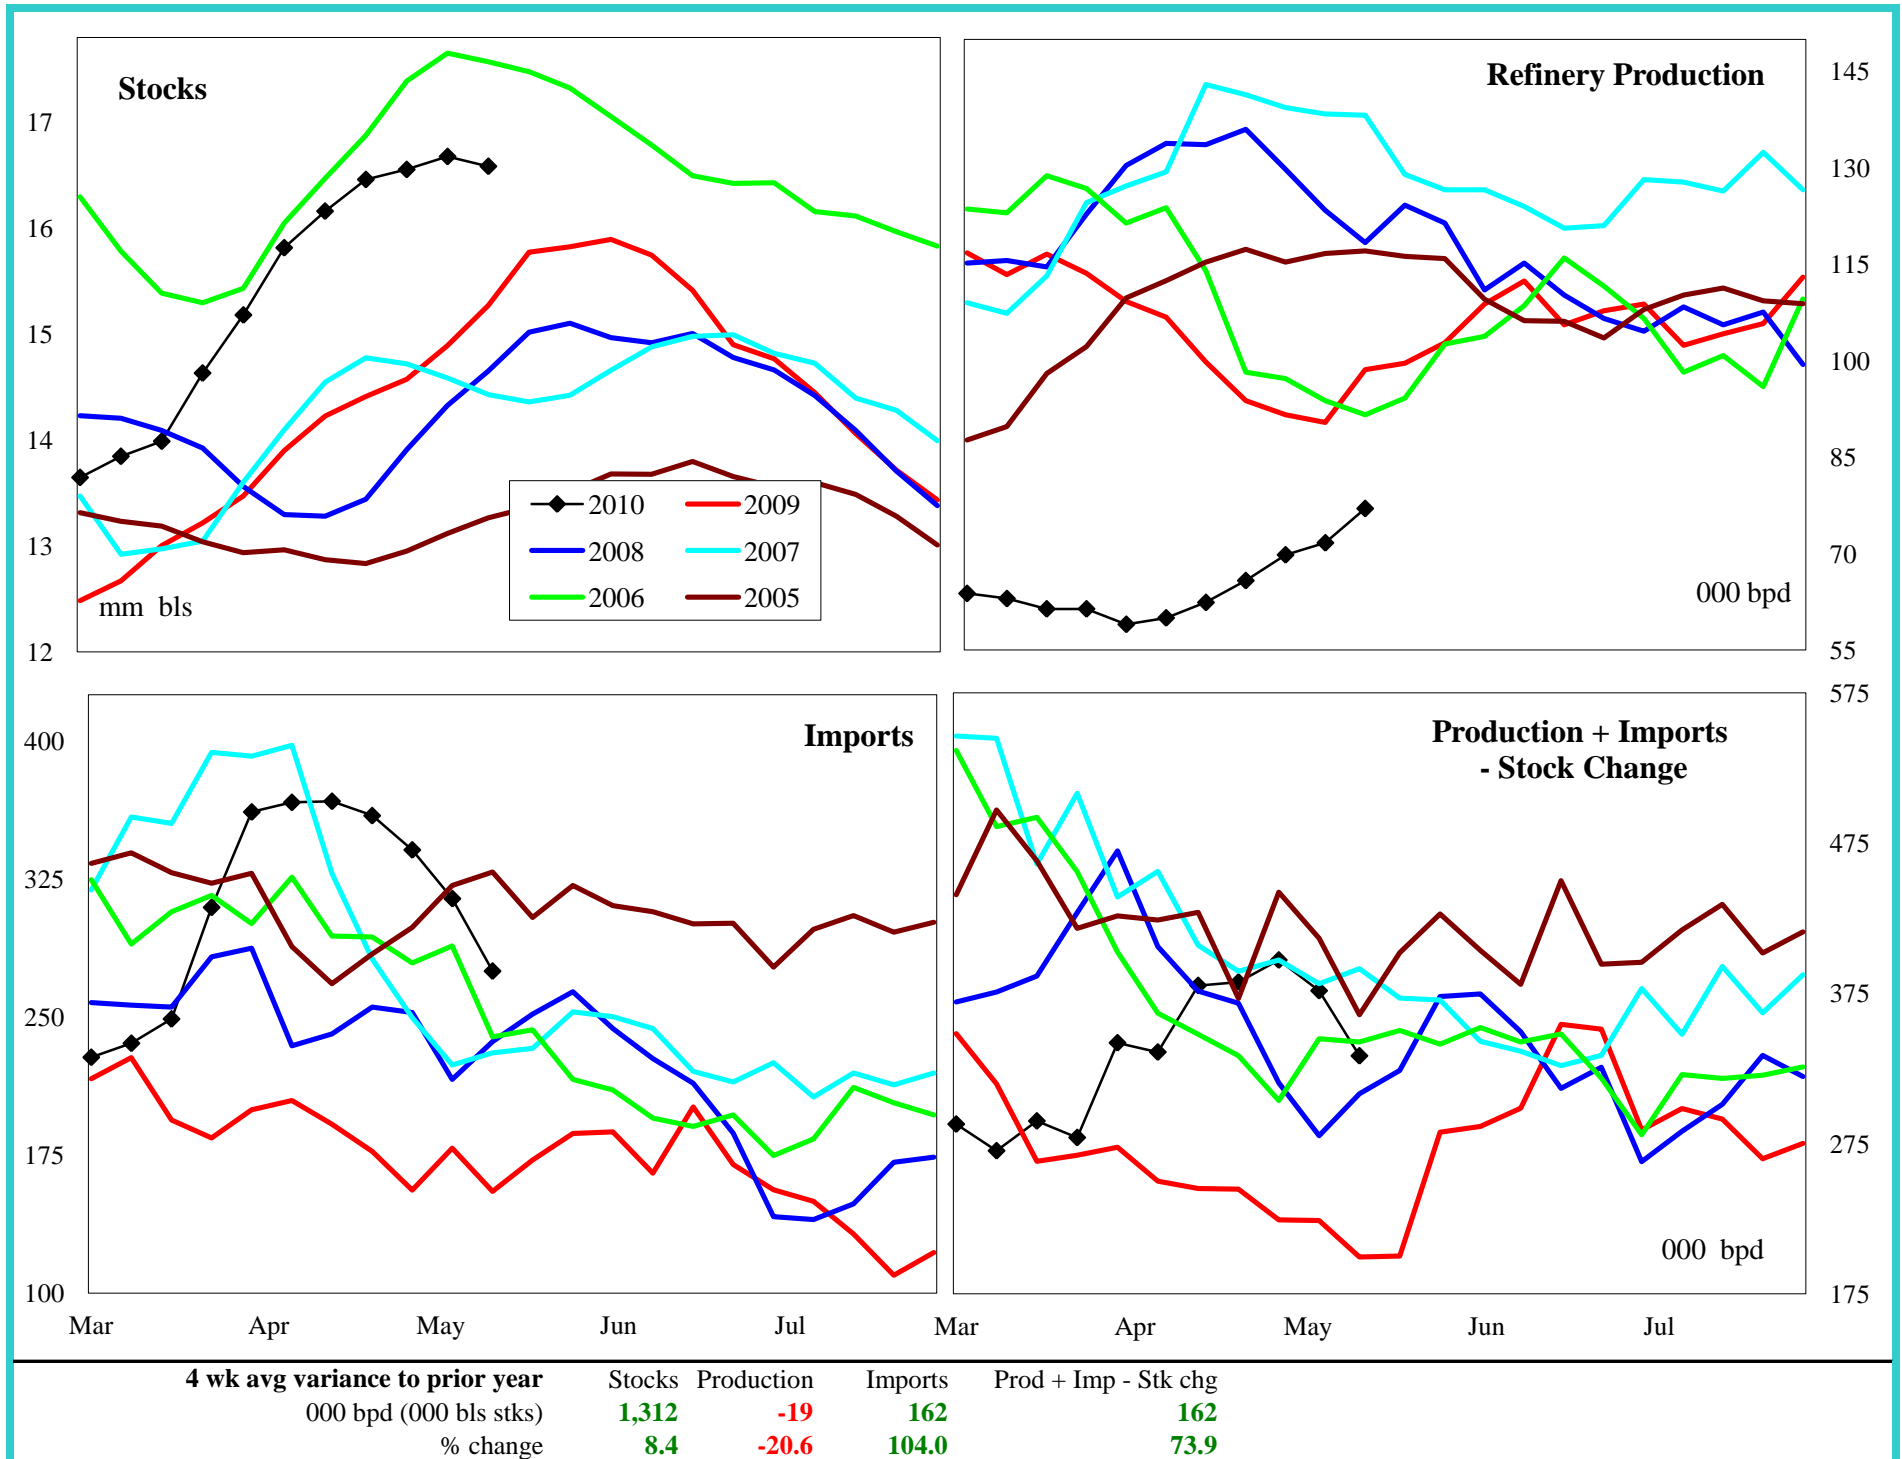 Stocks
17
16
15
14
13
12
mm bls
2010
2009
2008
2007
2006
2005
Refinery Production
145
130
115
100
85
70
55
000 bpd
Imports
400
325
250
175
100
Mar Apr May Jun Jul
Production + Imports
- Stock Change
575
475
375
275
175
000 bpd
Mar Apr May Jun Jul
4 wk avg variance to prior year Stocks Production Imports Prod + Imp - Stk chg
000 bpd (000 bls stks) 1,312 -19 162 162
% change 8.4 -20.6 104.0 73.9